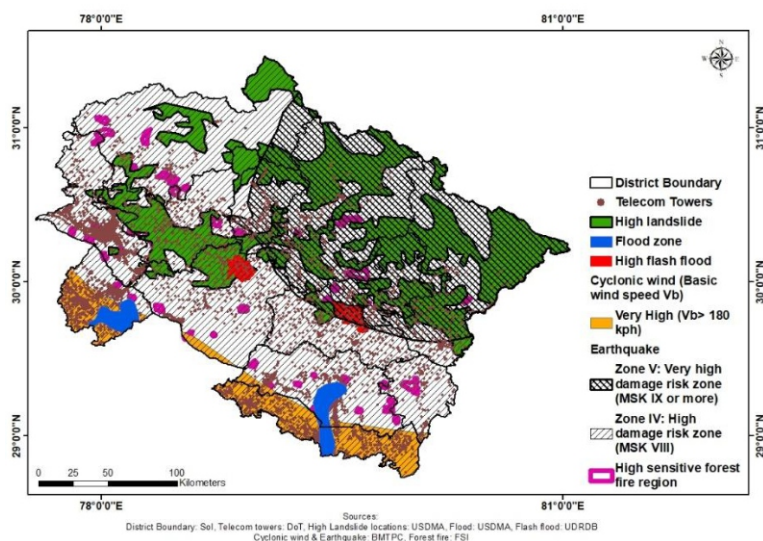 78°0'0"E
81°0'0"E
N
W
E
S
31°0'0"N
31°0'0"N
30°0'0"N
30°0'0"N
29°0'0"N
29°0'0"N
District Boundary
Telecom Towers
High landslide
Flood zone
High flash flood
Cyclonic wind (Basic
wind speed Vb)
Very High (Vb> 180
kph)
Earthquake
Zone V: Very high
damage risk zone
(MSK IX or more)
Zone IV: High
damage risk zone
(MSK VIII)
High sensitive forest
fire region
0 25 50 100
Kilometers
78°0'0"E
81°0'0"E
Sources:
District Boundary: SoI, Telecom towers: DoT, High Landslide locations: USDMA, Flood: USDMA, Flash flood: UDRDB
Cyclonic wind & Earthquake: BMTPC, Forest fire: FSI